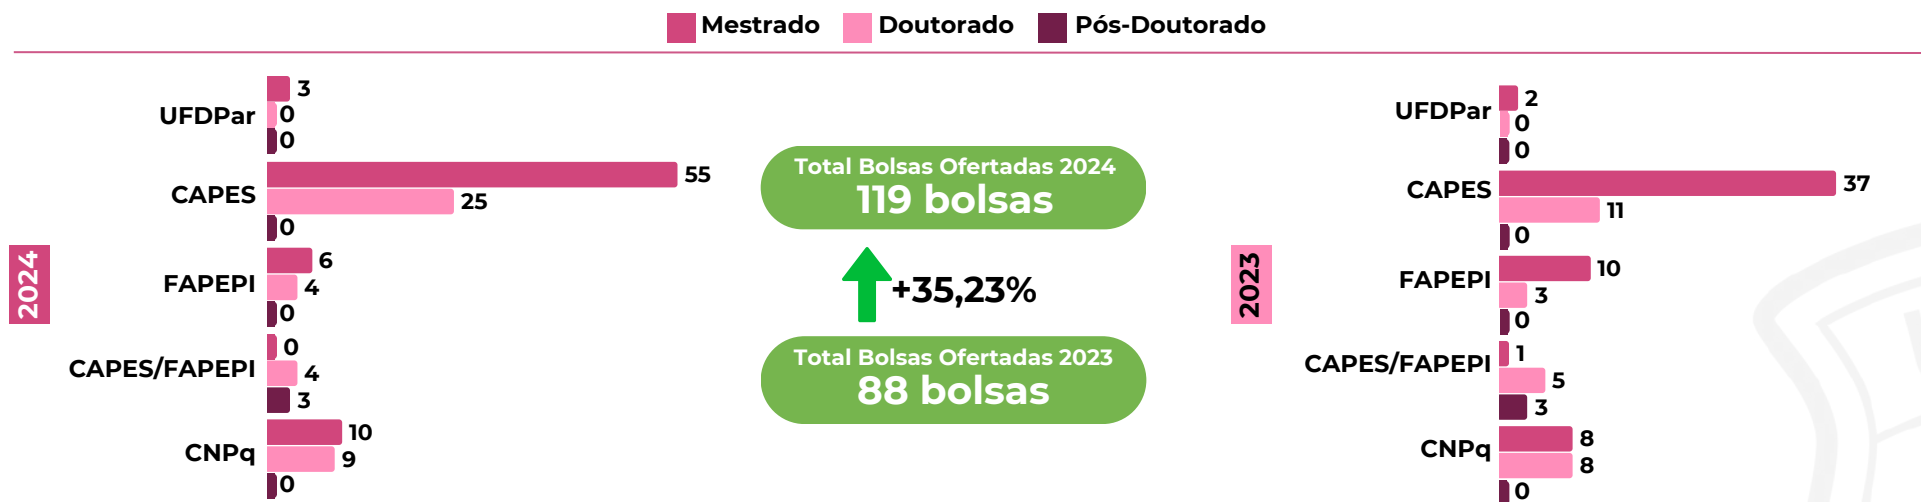 Mestrado Doutorado Pós-Doutorado
2024
UFDPar 3
0
0
CAPES 55
25
0
FAPEPI 6
4
0
CAPES/FAPEPI 0
4
3
CNPq 10
9
0
Total Bolsas Ofertadas 2024
119 bolsas
+35,23%
Total Bolsas Ofertadas 2023
88 bolsas
2023
UFDPar 2
0
0
CAPES 37
11
0
FAPEPI 10
3
0
CAPES/FAPEPI 1
5
3
CNPq 8
8
0